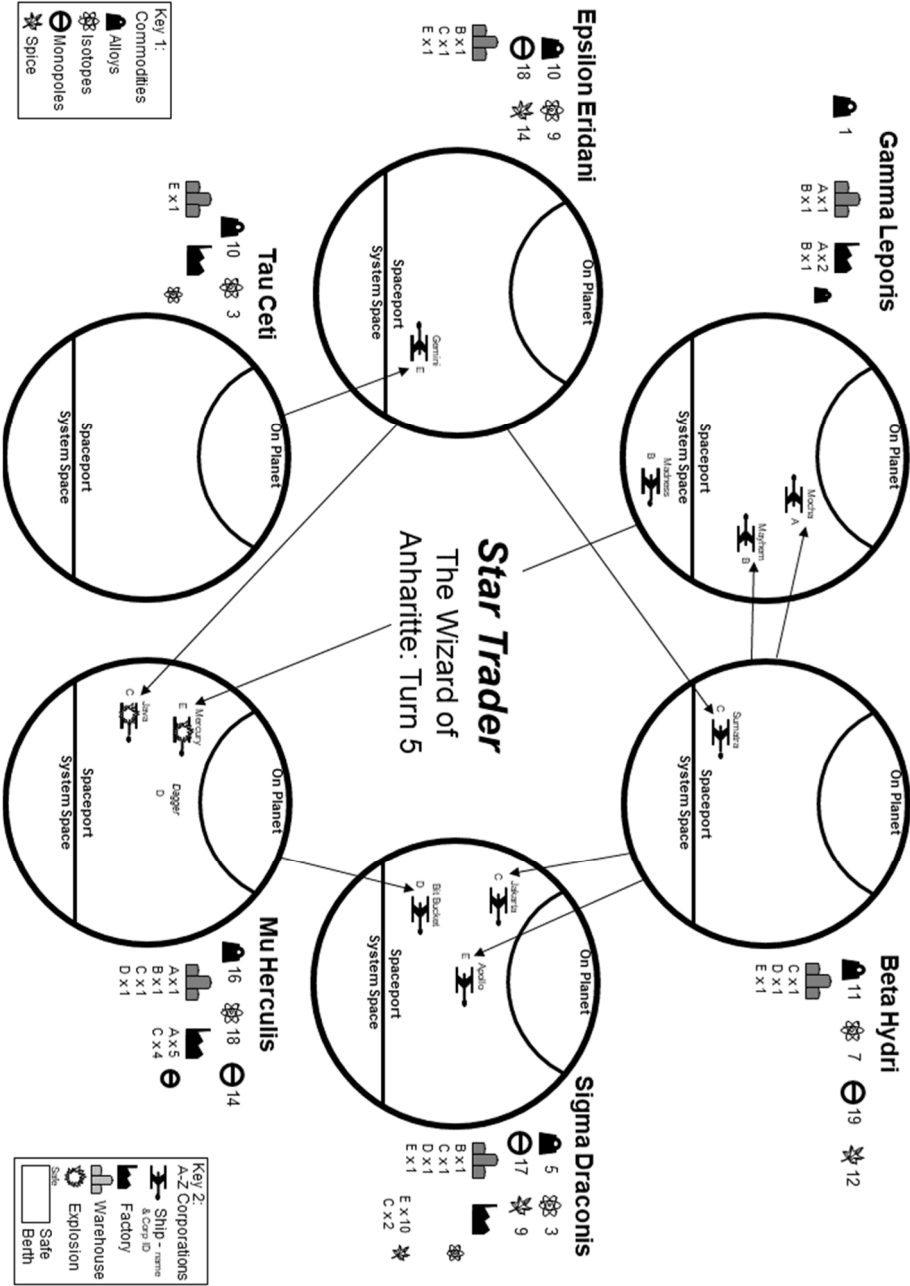 Gamma Leporis
1
A x 1
B x 1
A x 2
B x 1
On Planet
Mocha
A
Mayhem
B
Spaceport
System Space
Madness
B
Beta Hydri
11 7 19 12
C x 1
D x 1
E x 1
On Planet
Sumatra
C
Spaceport
System Space
Epsilon Eridani
10 9
18 14
B x 1
C x 1
E x 1
On Planet
Gemini
E
Spaceport
System Space
Star Trader
The Wizard of
Anharitte: Turn 5
Sigma Draconis
5 3
17 9
B x 1
C x 1
D x 1
E x 1
E x 10
C x 2
On Planet
Jakarta
C
Apollo
E
Bit Bucket
D
Spaceport
System Space
Tau Ceti
10 3
E x 1
On Planet
Spaceport
System Space
Mu Herculis
16 18 14
A x 1
B x 1
C x 1
D x 1
A x 5
C x 4
On Planet
Mercury
E
Dagger
D
Java
C
Spaceport
System Space
Key 1:
Commodities
Alloys
Isotopes
Monopoles
Spice
Key 2:
A-Z Corporations
Ship - name
& Corp ID
Factory
Warehouse
Explosion
Safe
Safe
Berth